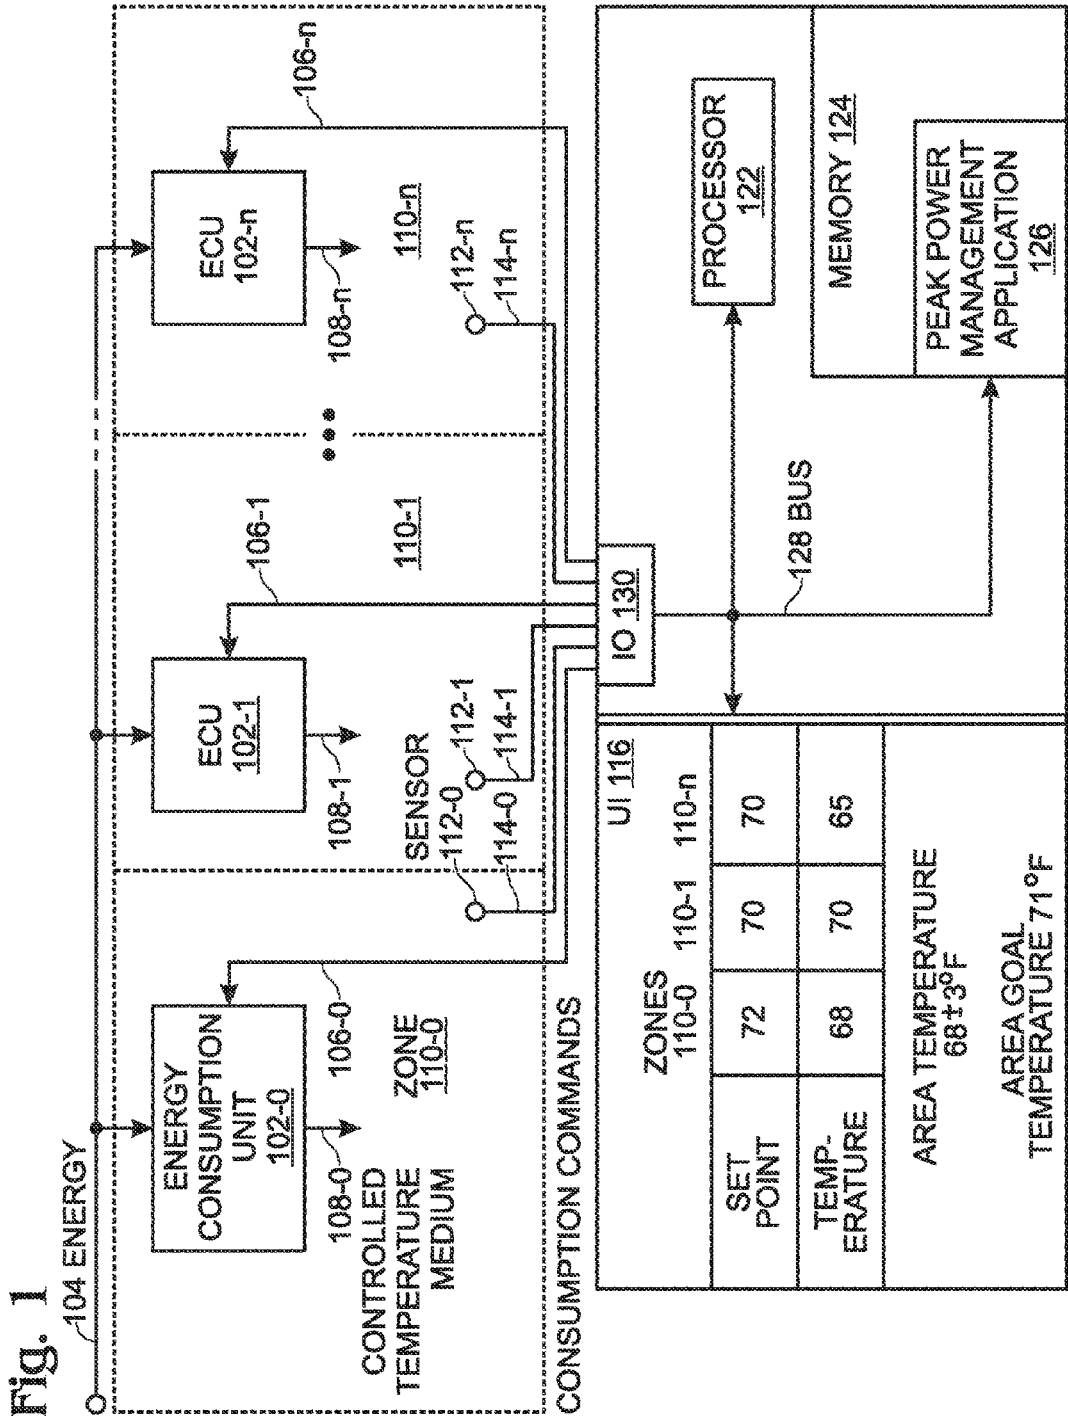 Fig. 1
104 ENERGY
ENERGY
CONSUMPTION
UNIT
102-0
106-0
108-0
CONTROLLED
TEMPERATURE
MEDIUM
ZONE
110-0
ECU
102-1
106-1
108-1
110-1
SENSOR
112-0
114-0
112-1
114-1
ECU
102-n
106-n
108-n
110-n
112-n
114-n
CONSUMPTION COMMANDS
UI 116
ZONES
110-0 110-1 110-n
SET
POINT
72 70 70
TEMP-
ERATURE
68 70 65
AREA TEMPERATURE
68±3°F
AREA GOAL
TEMPERATURE 71°F
IO 130
128 BUS
PROCESSOR
122
MEMORY 124
PEAK POWER
MANAGEMENT
APPLICATION
126